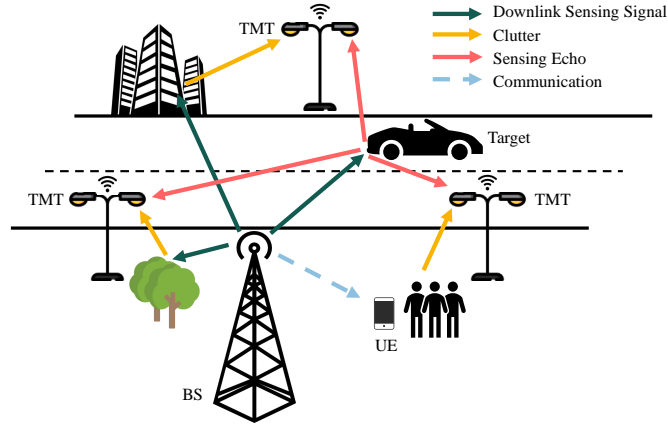 Downlink Sensing Signal
TMT
Clutter
Sensing Echo
Communication
Target
TMT
TMT
UE
BS